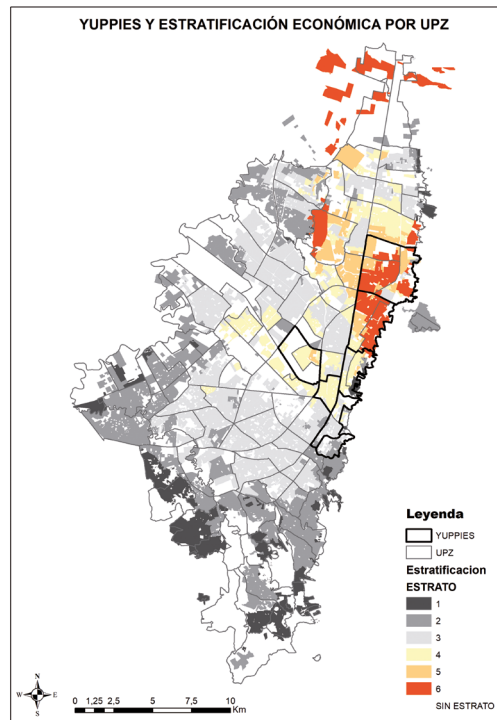 YUPPIES Y ESTRATIFICACIÓN ECONÓMICA POR UPZ
Leyenda
YUPPIES
UPZ
Estratificacion
ESTRATO
1
2
3
4
5
6
SIN ESTRATO
N
W E
S
0 1,25 2,5 5 7,5 10
Km